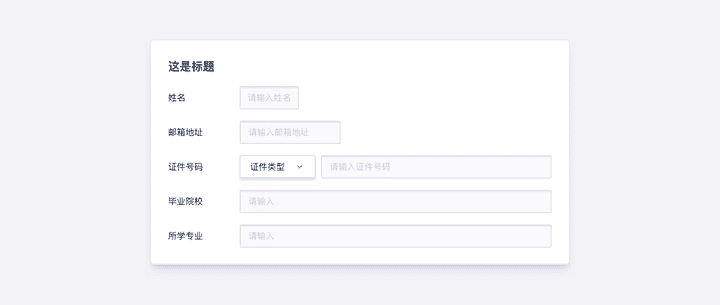 这是标题
姓名 请输入姓名
邮箱地址 请输入邮箱地址
证件号码 证件类型 请输入证件号码
毕业院校 请输入
所学专业 请输入